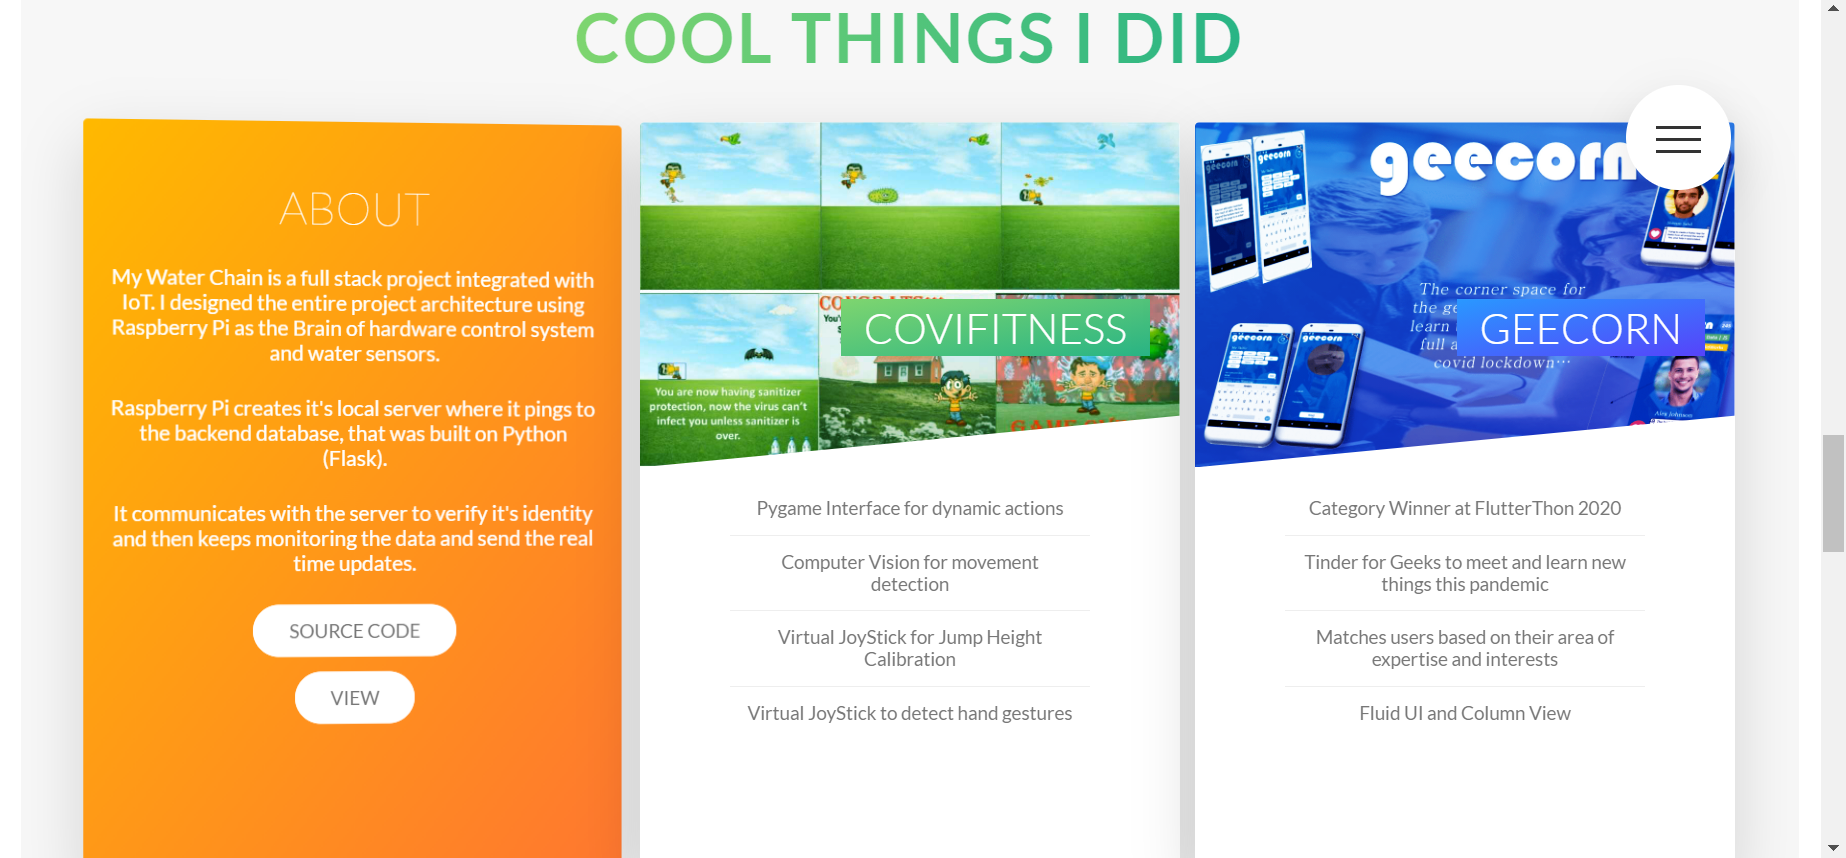 COOL THINGS I DID
ABOUT
My Water Chain is a full stack project integrated with
IoT. I designed the entire project architecture using
Raspberry Pi as the Brain of hardware control system
and water sensors.
Raspberry Pi creates it's local server where it pings to
the backend database, that was built on Python
(Flask).
It communicates with the server to verify it's identity
and then keeps monitoring the data and send the real
time updates.
SOURCE CODE
VIEW
COVIFITNESS
You are now having sanitizer
protection, now the virus can't
infect you unless sanitizer is
over.
Pygame Interface for dynamic actions
Computer Vision for movement
detection
Virtual JoyStick for Jump Height
Calibration
Virtual JoyStick to detect hand gestures
geecorn
The corner space for
the
learn
full
covid lockdown...
GEECORN
geecorn
geecorn
geecorn
geecorn
Alex Johnson
Category Winner at FlutterThon 2020
Tinder for Geeks to meet and learn new
things this pandemic
Matches users based on their area of
expertise and interests
Fluid UI and Column View